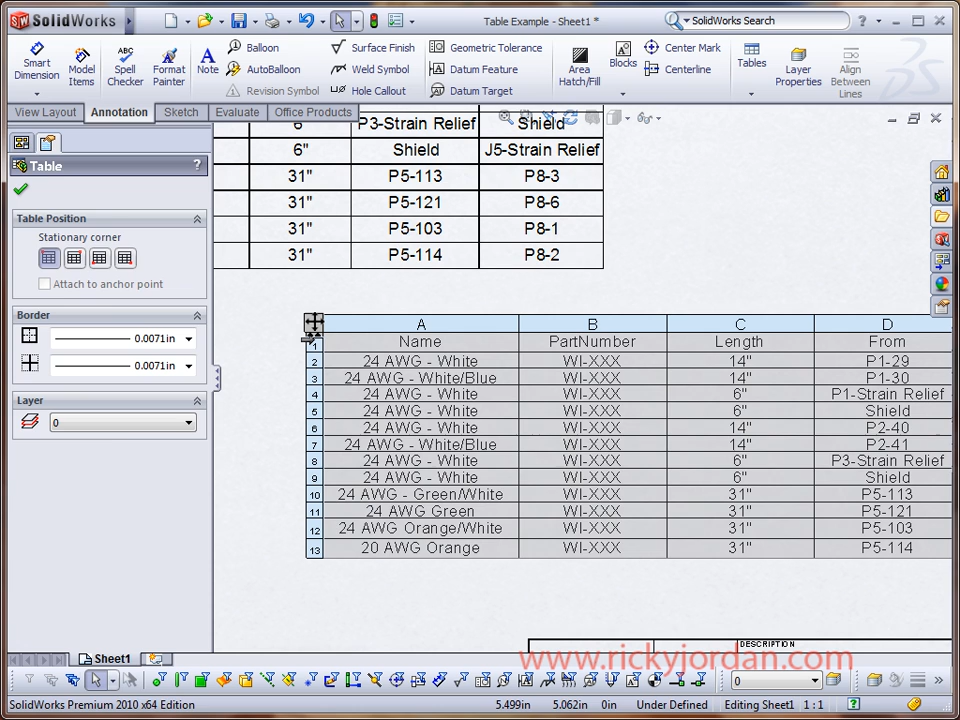 SolidWorks
Table Example - Sheet1 *
SolidWorks Search
Smart Dimension
Model Items
Spell Checker
Format Painter
Note
Balloon
AutoBalloon
Revision Symbol
Surface Finish
Weld Symbol
Hole Callout
Geometric Tolerance
Datum Feature
Datum Target
Area Hatch/Fill
Blocks
Center Mark
Centerline
Tables
Layer Properties
Align Between Lines
View Layout Annotation Sketch Evaluate Office Products
Table ?
Table Position
Stationary corner
Attach to anchor point
Border
0.0071in
0.0071in
Layer
0
6" P3-Strain Relief Shield
6" Shield J5-Strain Relief
31" P5-113 P8-3
31" P5-121 P8-6
31" P5-103 P8-1
31" P5-114 P8-2
A B C D
1 Name PartNumber Length From
2 24 AWG - White WI-XXX 14" P1-29
3 24 AWG - White/Blue WI-XXX 14" P1-30
4 24 AWG - White WI-XXX 6" P1-Strain Relief
5 24 AWG - White WI-XXX 6" Shield
6 24 AWG - White WI-XXX 14" P2-40
7 24 AWG - White/Blue WI-XXX 14" P2-41
8 24 AWG - White WI-XXX 6" P3-Strain Relief
9 24 AWG - White WI-XXX 6" Shield
10 24 AWG - Green/White WI-XXX 31" P5-113
11 24 AWG Green WI-XXX 31" P5-121
12 24 AWG Orange/White WI-XXX 31" P5-103
13 20 AWG Orange WI-XXX 31" P5-114
DESCRIPTION
www.rickyjordan.com
Sheet1
0
SolidWorks Premium 2010 x64 Edition 5.499in 5.062in 0in Under Defined Editing Sheet1 1 : 1